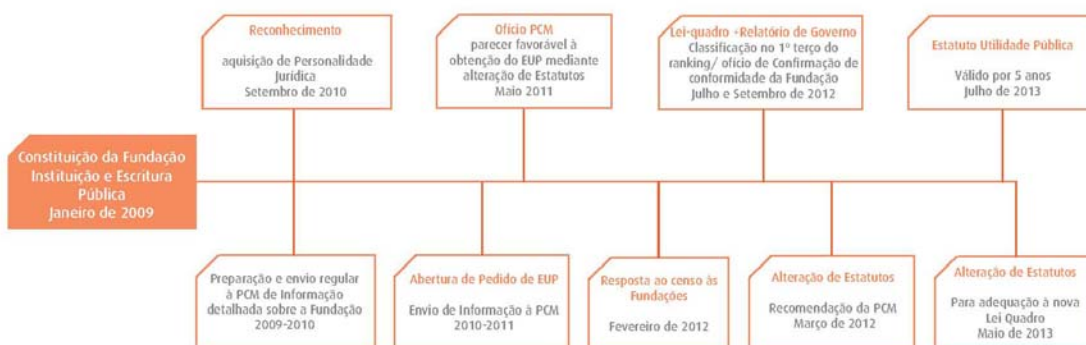 Reconhecimento
aquisição de Personalidade
Jurídica
Setembro de 2010
Ofício PCM
parecer favorável à
obtenção do EUP mediante
alteração de Estatutos
Maio 2011
Lei-quadro +Relatório de Governo
Classificação no 1º terço do
ranking/ ofício de Confirmação de
conformidade da Fundação
Julho e Setembro de 2012
Estatuto Utilidade Pública
Válido por 5 anos
Julho de 2013
Constituição da Fundação
Instituição e Escritura
Pública
Janeiro de 2009
Preparação e envio regular
à PCM de Informação
detalhada sobre a Fundação
2009-2010
Abertura de Pedido de EUP
Envio de Informação à PCM
2010-2011
Resposta ao censo às
Fundações
Fevereiro de 2012
Alteração de Estatutos
Recomendação da PCM
Março de 2012
Alteração de Estatutos
Para adequação à nova
Lei Quadro
Maio de 2013